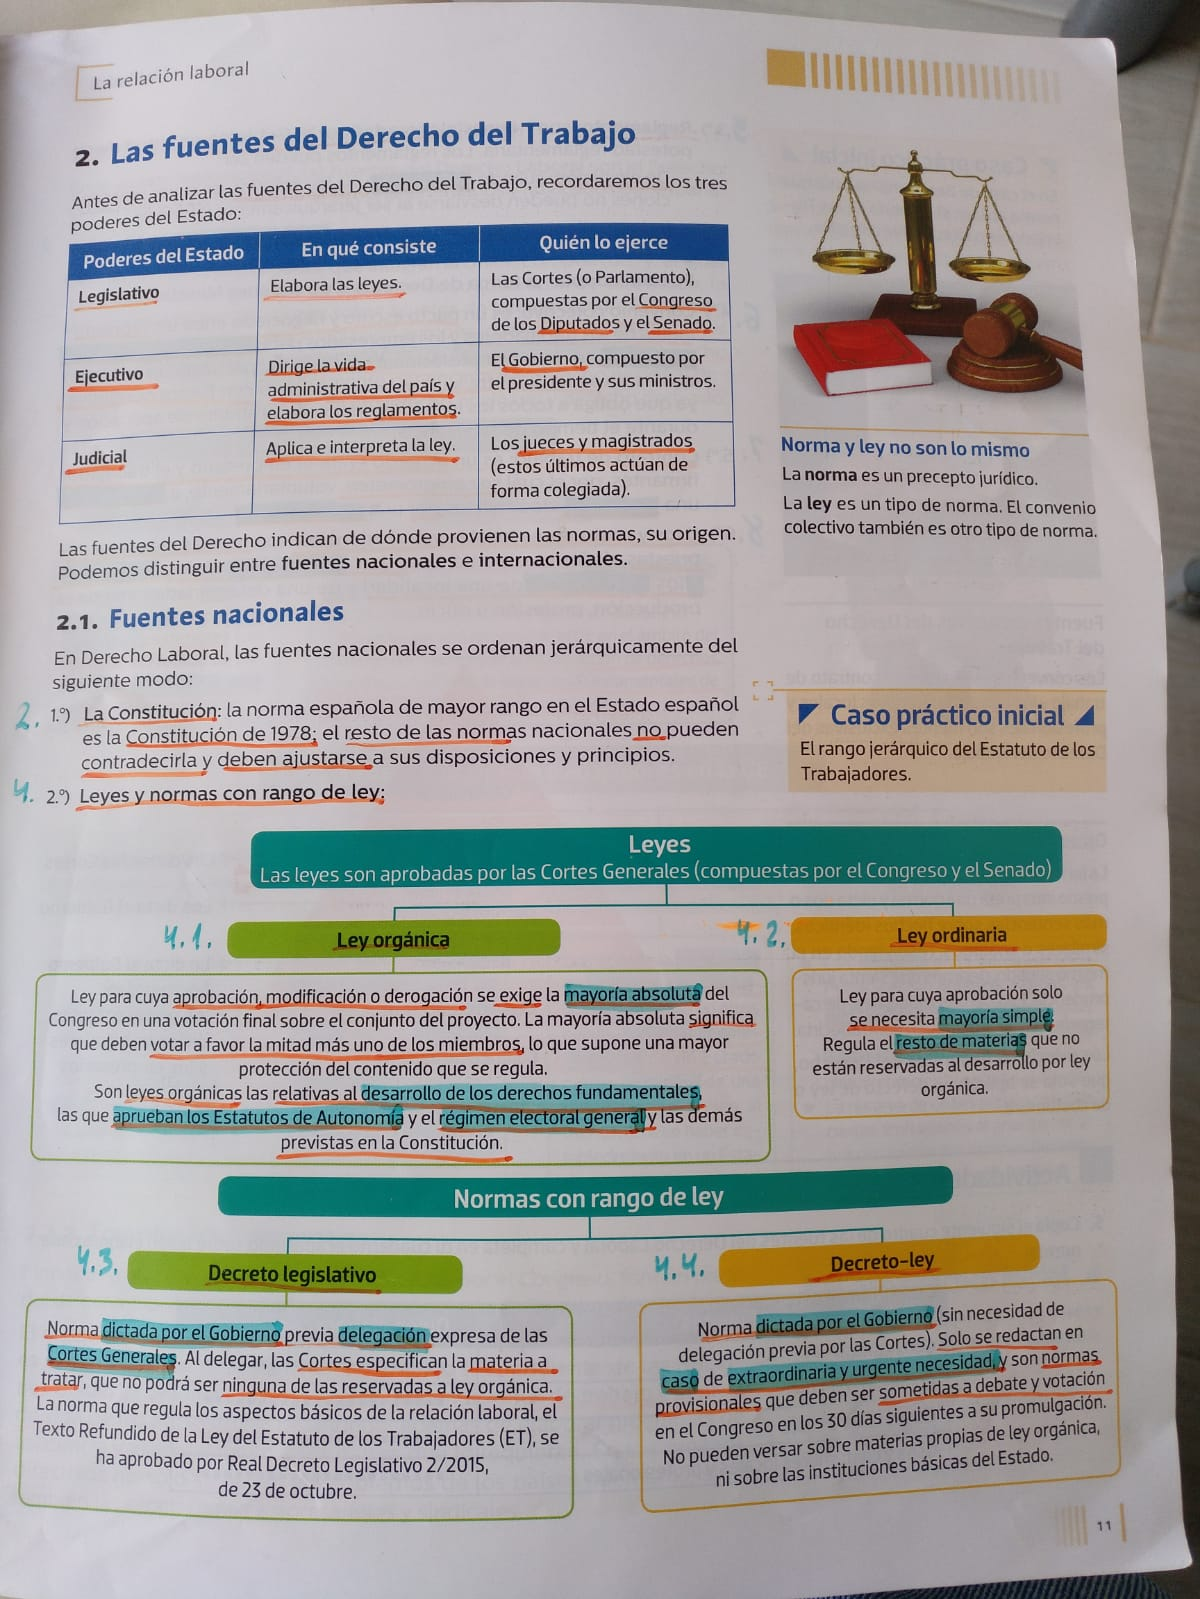 La relación laboral
2. Las fuentes del Derecho del Trabajo
Antes de analizar las fuentes del Derecho del Trabajo, recordaremos los tres
poderes del Estado:
Poderes del Estado
En qué consiste
Quién lo ejerce
Legislativo
Elabora las leyes.
Las Cortes (o Parlamento),
compuestas por el Congreso
de los Diputados y el Senado.
Ejecutivo
Dirige la vida
administrativa del país y
elabora los reglamentos.
El Gobierno, compuesto por
el presidente y sus ministros.
Judicial
Aplica e interpreta la ley.
Los jueces y magistrados
(estos últimos actúan de
forma colegiada).
Las fuentes del Derecho indican de dónde provienen las normas, su origen.
Podemos distinguir entre fuentes nacionales e internacionales.
Norma y ley no son lo mismo
La norma es un precepto jurídico.
La ley es un tipo de norma. El convenio
colectivo también es otro tipo de norma.
2.1. Fuentes nacionales
En Derecho Laboral, las fuentes nacionales se ordenan jerárquicamente del
siguiente modo:
2. 1.º) La Constitución: la norma española de mayor rango en el Estado español
es la Constitución de 1978; el resto de las normas nacionales no pueden
contradecirla y deben ajustarse a sus disposiciones y principios.
4. 2.º) Leyes y normas con rango de ley:
Caso práctico inicial
El rango jerárquico del Estatuto de los
Trabajadores.
Leyes
Las leyes son aprobadas por las Cortes Generales (compuestas por el Congreso y el Senado)
4.1. Ley orgánica
Ley para cuya aprobación, modificación o derogación se exige la mayoría absoluta del
Congreso en una votación final sobre el conjunto del proyecto. La mayoría absoluta significa
que deben votar a favor la mitad más uno de los miembros, lo que supone una mayor
protección del contenido que se regula.
Son leyes orgánicas las relativas al desarrollo de los derechos fundamentales,
las que aprueban los Estatutos de Autonomía y el régimen electoral general y las demás
previstas en la Constitución.
4.2. Ley ordinaria
Ley para cuya aprobación solo
se necesita mayoría simple.
Regula el resto de materias que no
están reservadas al desarrollo por ley
orgánica.
Normas con rango de ley
4.3. Decreto legislativo
Norma dictada por el Gobierno previa delegación expresa de las
Cortes Generales. Al delegar, las Cortes especifican la materia a
tratar, que no podrá ser ninguna de las reservadas a ley orgánica.
La norma que regula los aspectos básicos de la relación laboral, el
Texto Refundido de la Ley del Estatuto de los Trabajadores (ET), se
ha aprobado por Real Decreto Legislativo 2/2015,
de 23 de octubre.
4.4. Decreto-ley
Norma dictada por el Gobierno (sin necesidad de
delegación previa por las Cortes). Solo se redactan en
caso de extraordinaria y urgente necesidad, y son normas
provisionales que deben ser sometidas a debate y votación
en el Congreso en los 30 días siguientes a su promulgación.
No pueden versar sobre materias propias de ley orgánica,
ni sobre las instituciones básicas del Estado.
11